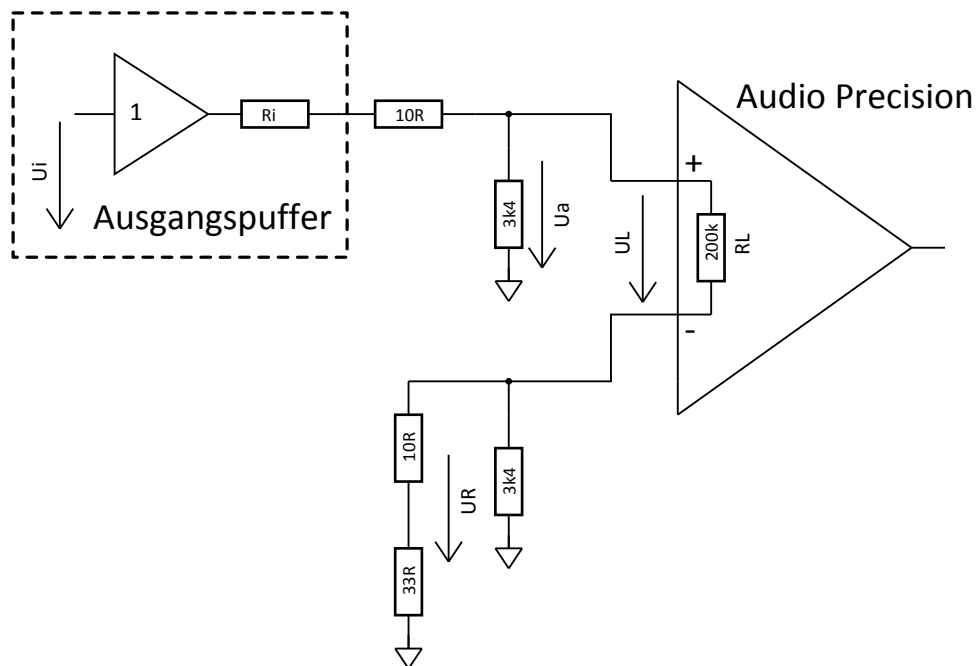 Audio Precision
1
Ri
10R
Ui
Ausgangspuffer
3k4
Ua
UL
+
200k
RL
-
10R
UR
3k4
33R